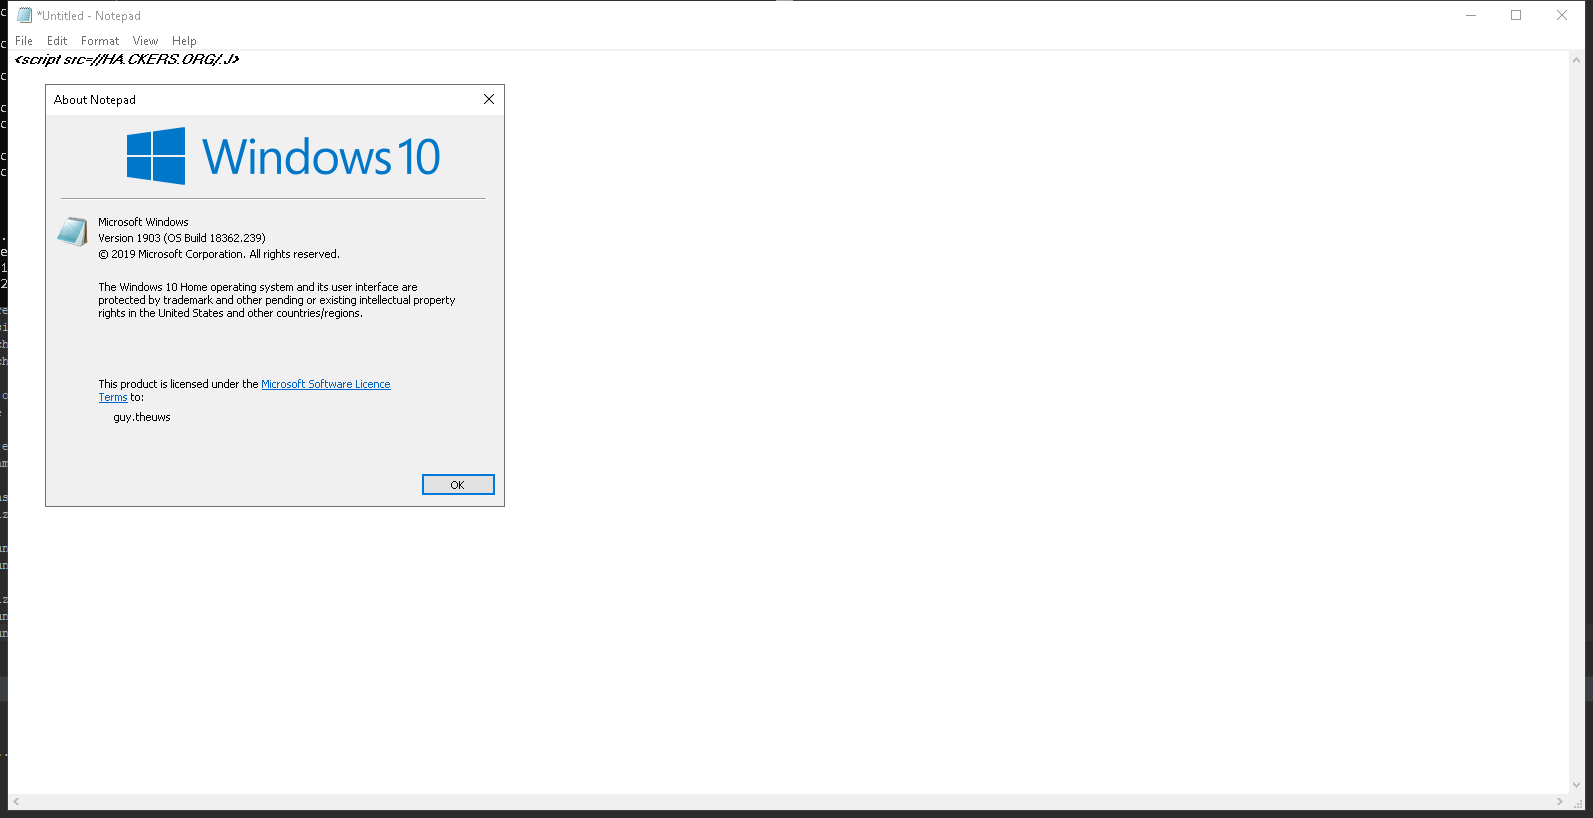 *Untitled - Notepad
File Edit Format View Help
<script src=//HA.CKERS.ORG/.J>
About Notepad
Windows 10
Microsoft Windows
Version 1903 (OS Build 18362.239)
© 2019 Microsoft Corporation. All rights reserved.
The Windows 10 Home operating system and its user interface are
protected by trademark and other pending or existing intellectual property
rights in the United States and other countries/regions.
This product is licensed under the Microsoft Software Licence
Terms to:
guy.theuws
OK